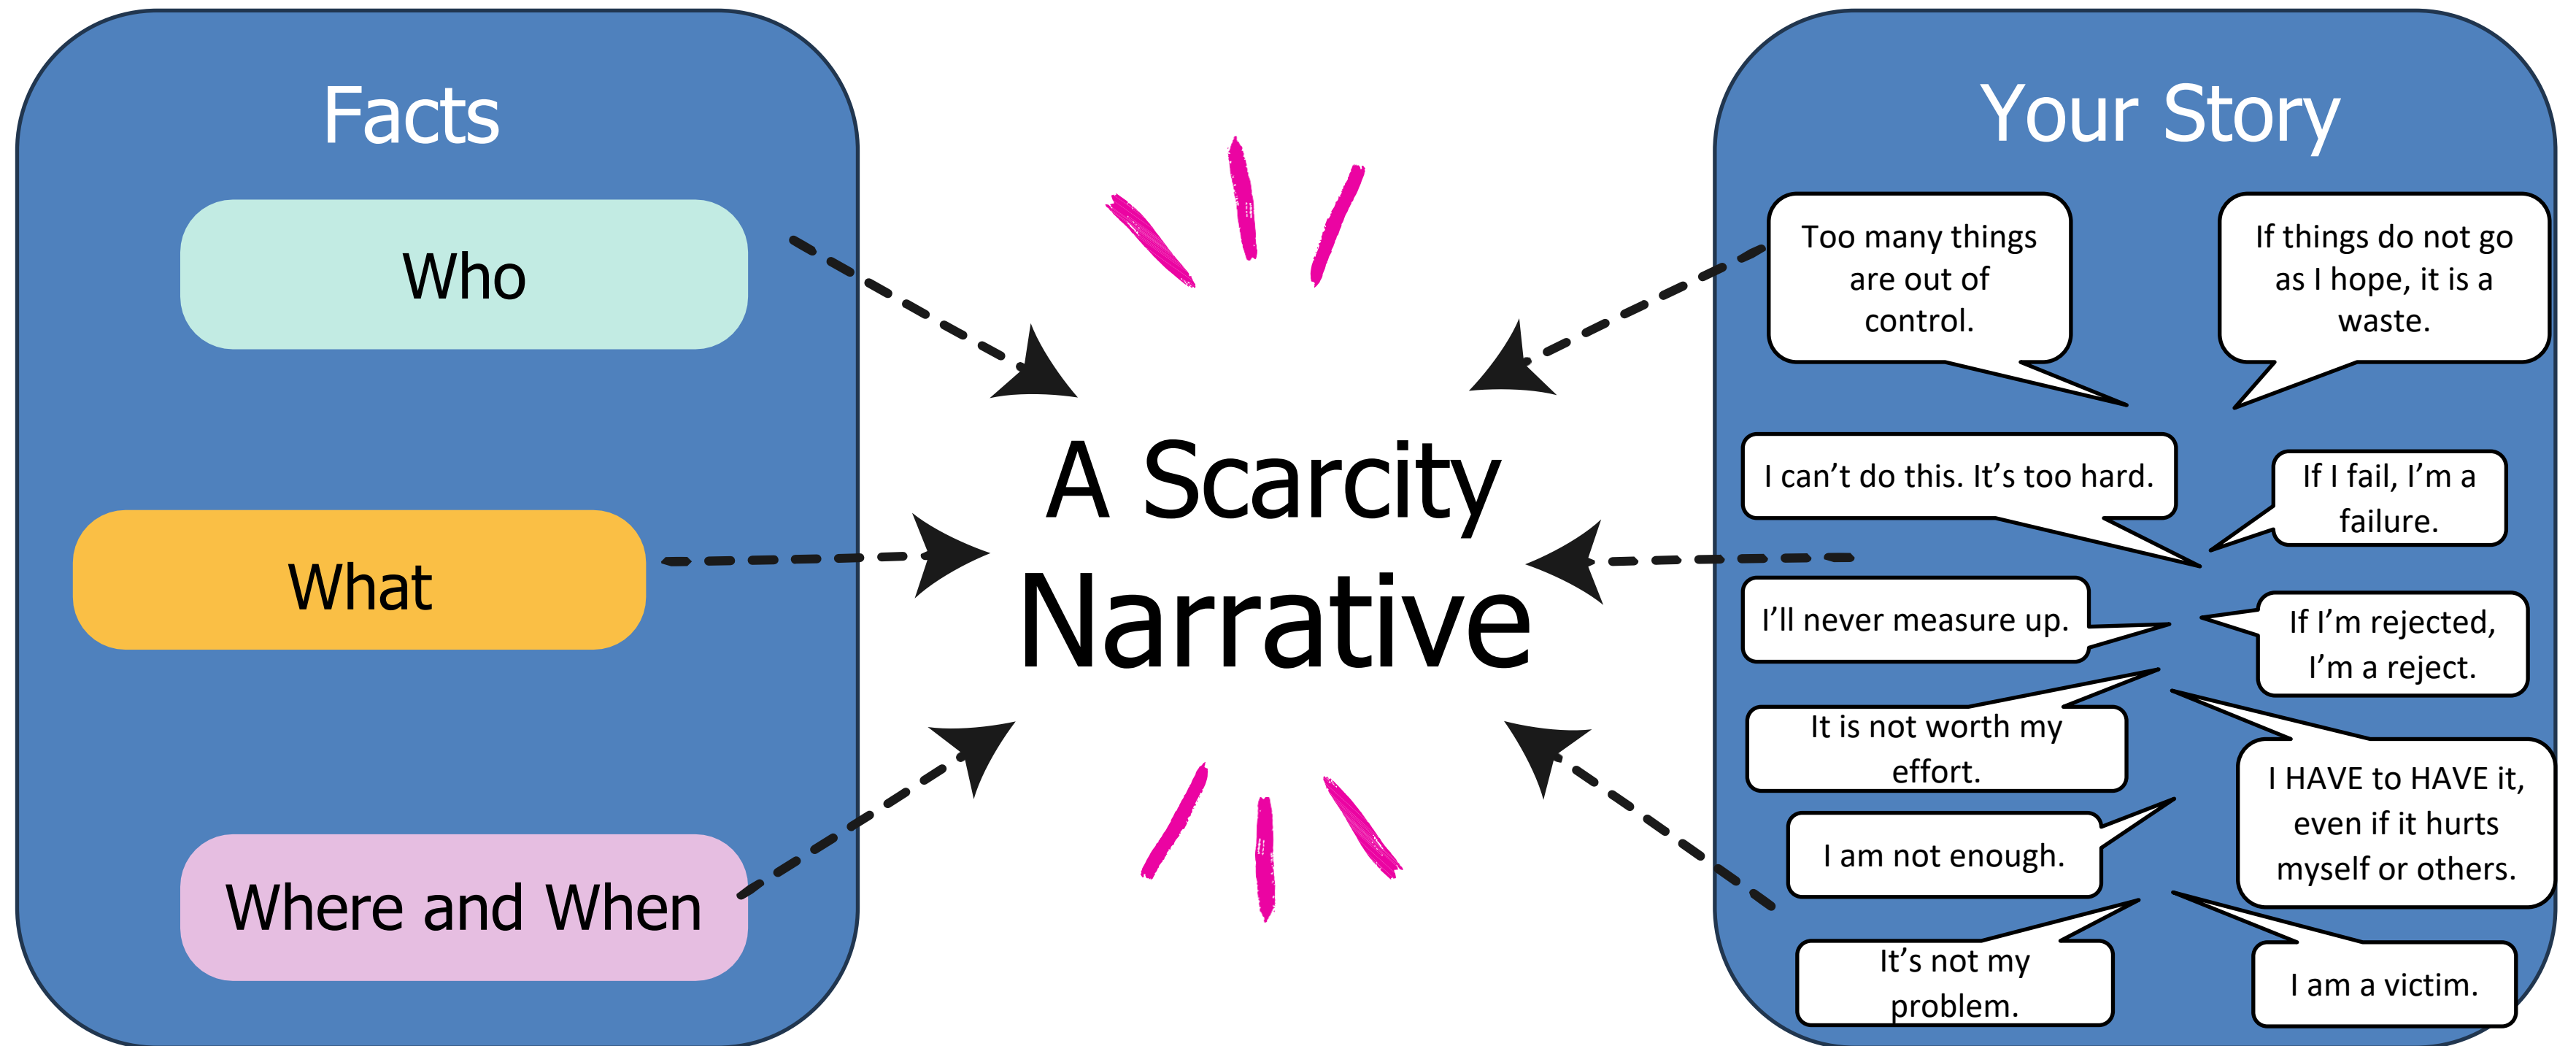 Facts
Who
What
Where and When
A Scarcity
Narrative
Your Story
Too many things
are out of
control.
If things do not go
as I hope, it is a
waste.
I can’t do this. It’s too hard.
If I fail, I’m a
failure.
I’ll never measure up.
If I’m rejected,
I’m a reject.
It is not worth my
effort.
I HAVE to HAVE it,
even if it hurts
myself or others.
I am not enough.
It’s not my
problem.
I am a victim.